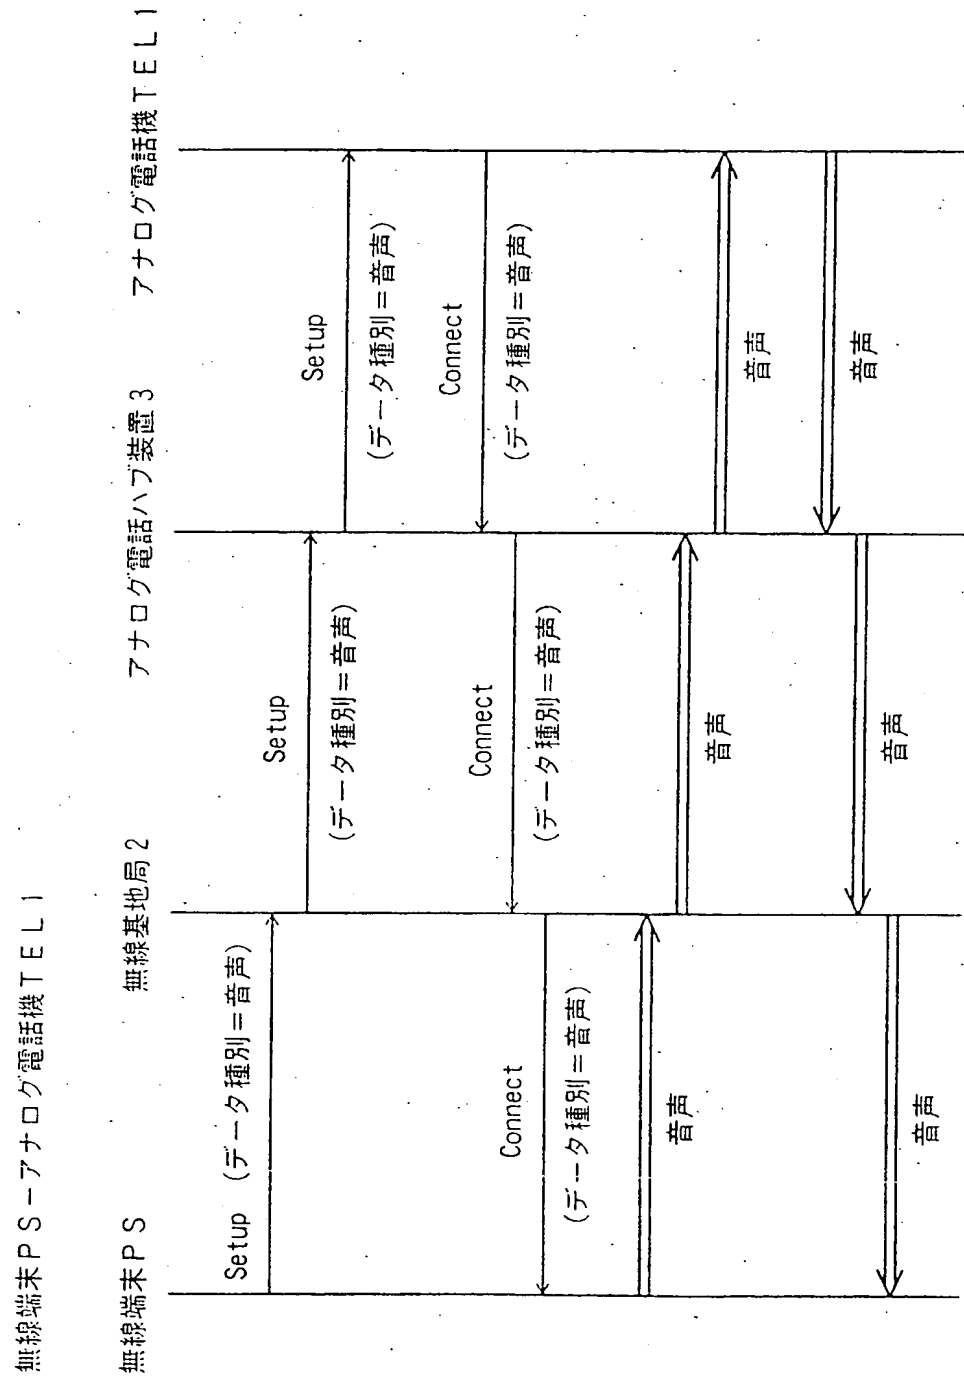 無線端末PS－アナログ電話機TEL1
無線端末PS
無線基地局2
アナログ電話ハブ装置3
アナログ電話機TEL1
Setup (データ種別＝音声)
Setup
(データ種別＝音声)
Setup
(データ種別＝音声)
Connect
(データ種別＝音声)
Connect
(データ種別＝音声)
Connect
(データ種別＝音声)
音声
音声
音声
音声
音声
音声